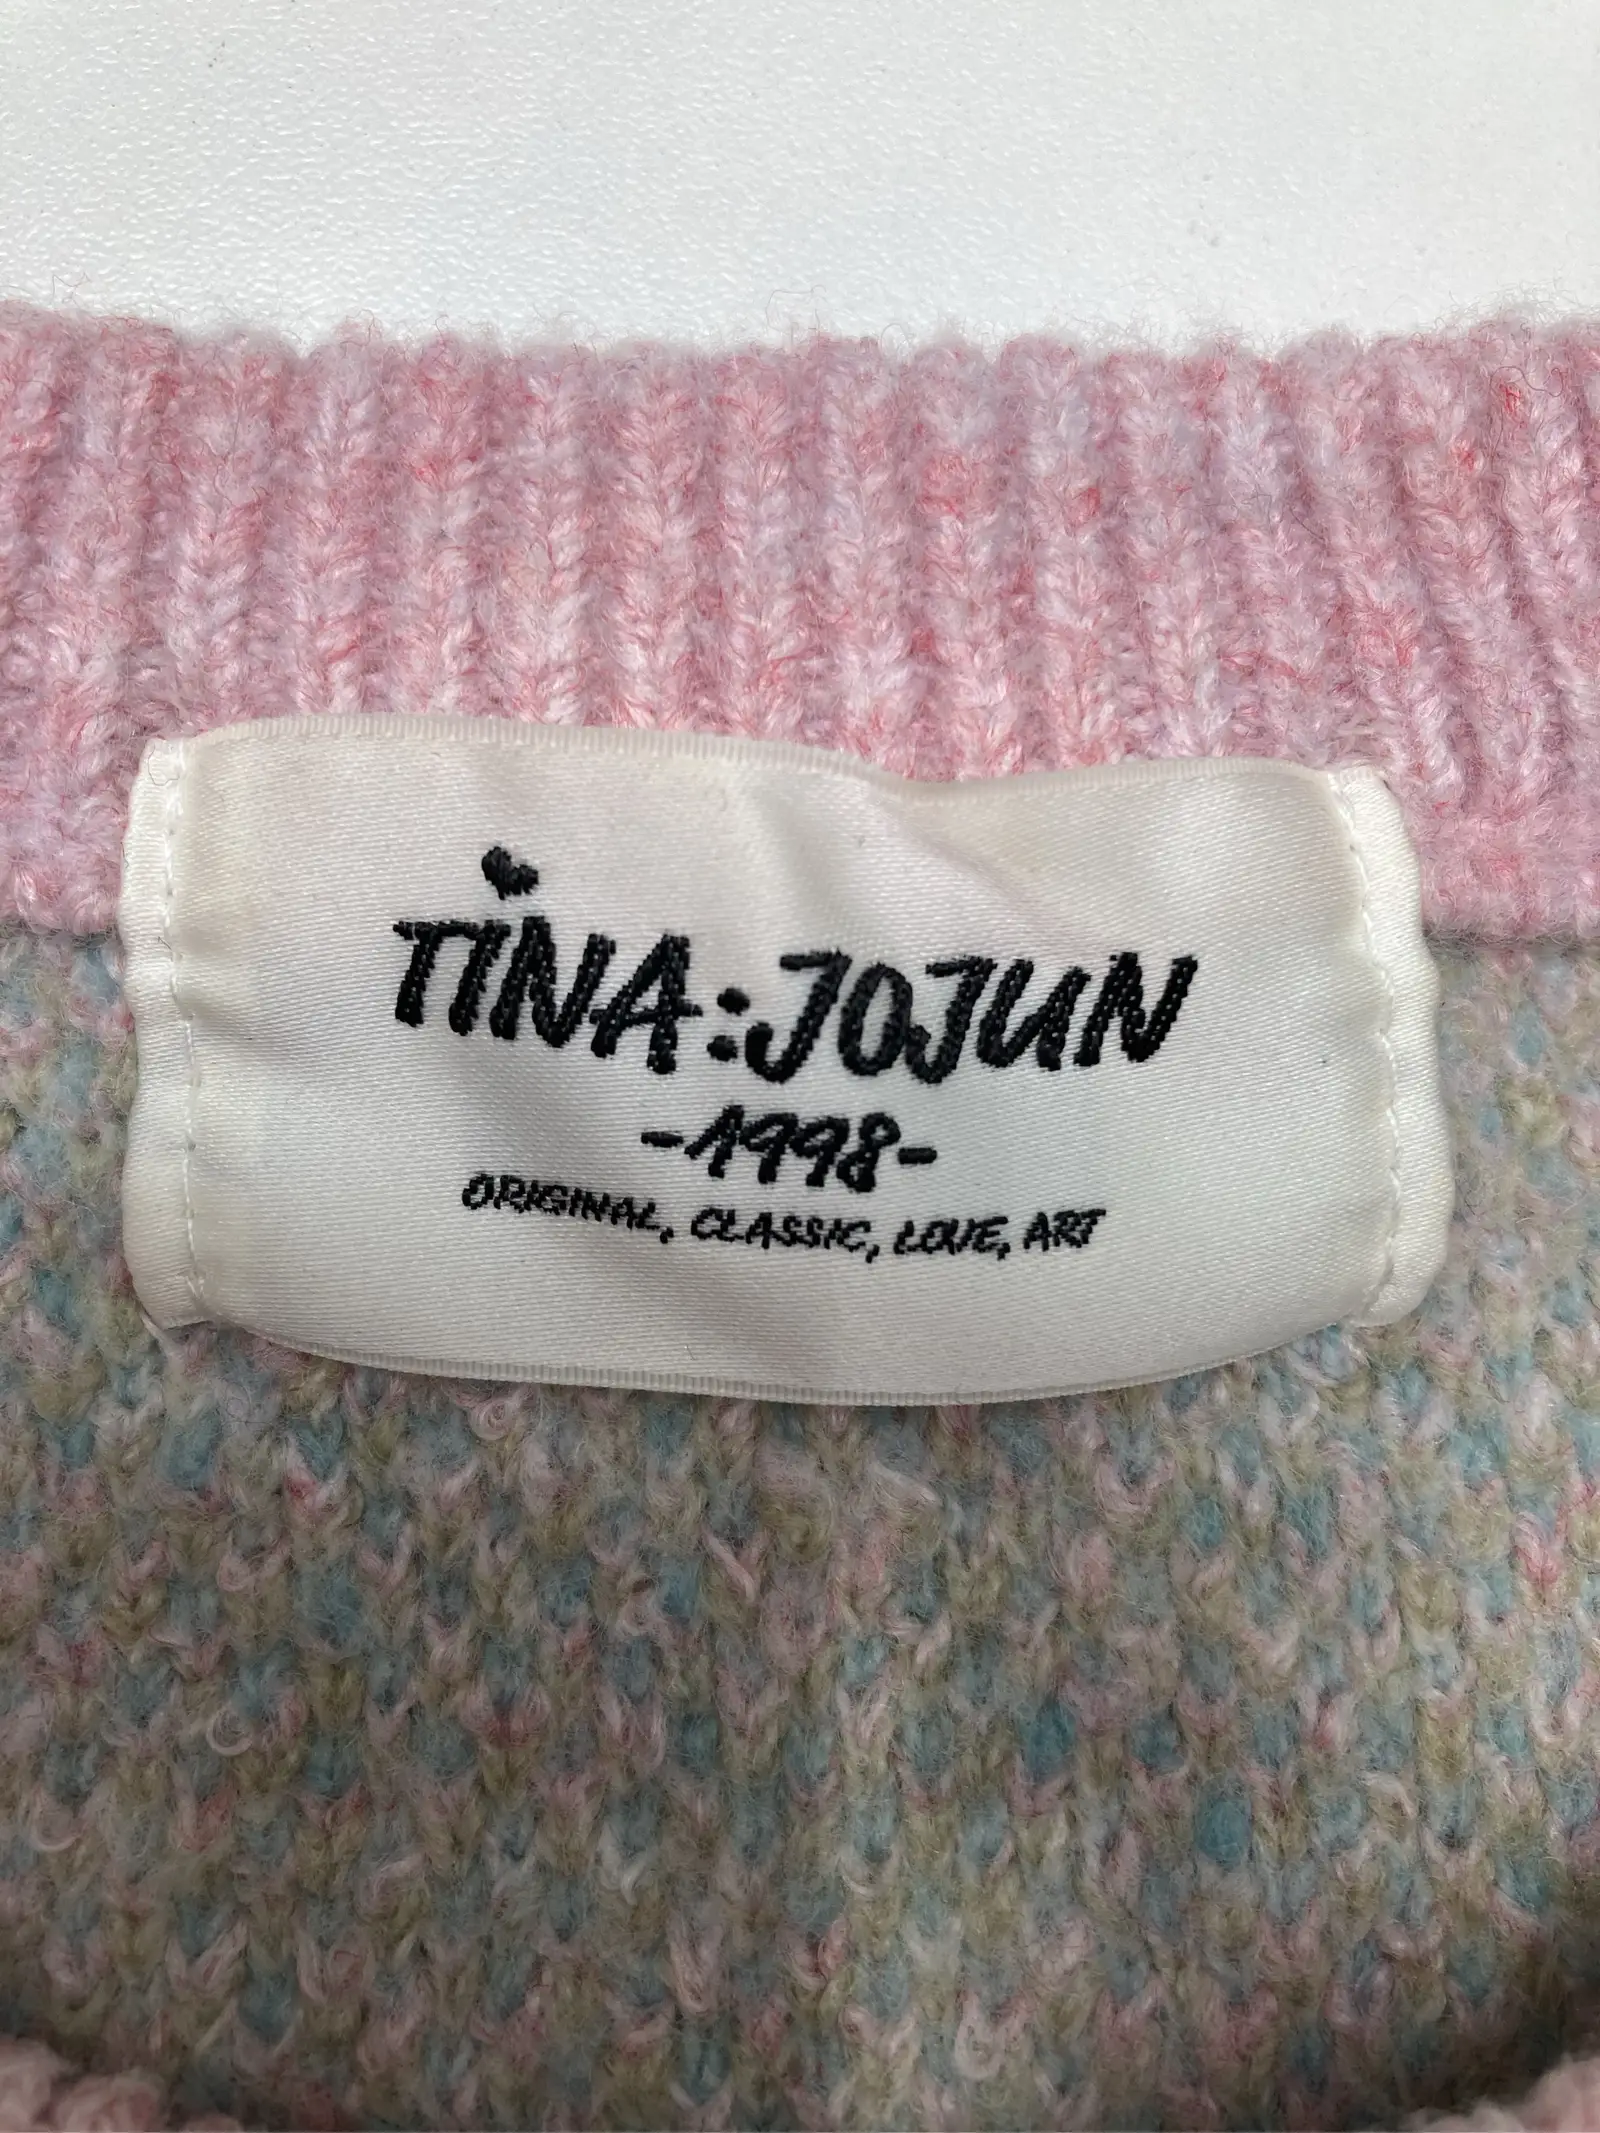 TINA:JOJUN
-1998-
ORIGINAL, CLASSIC, LOVE, ART